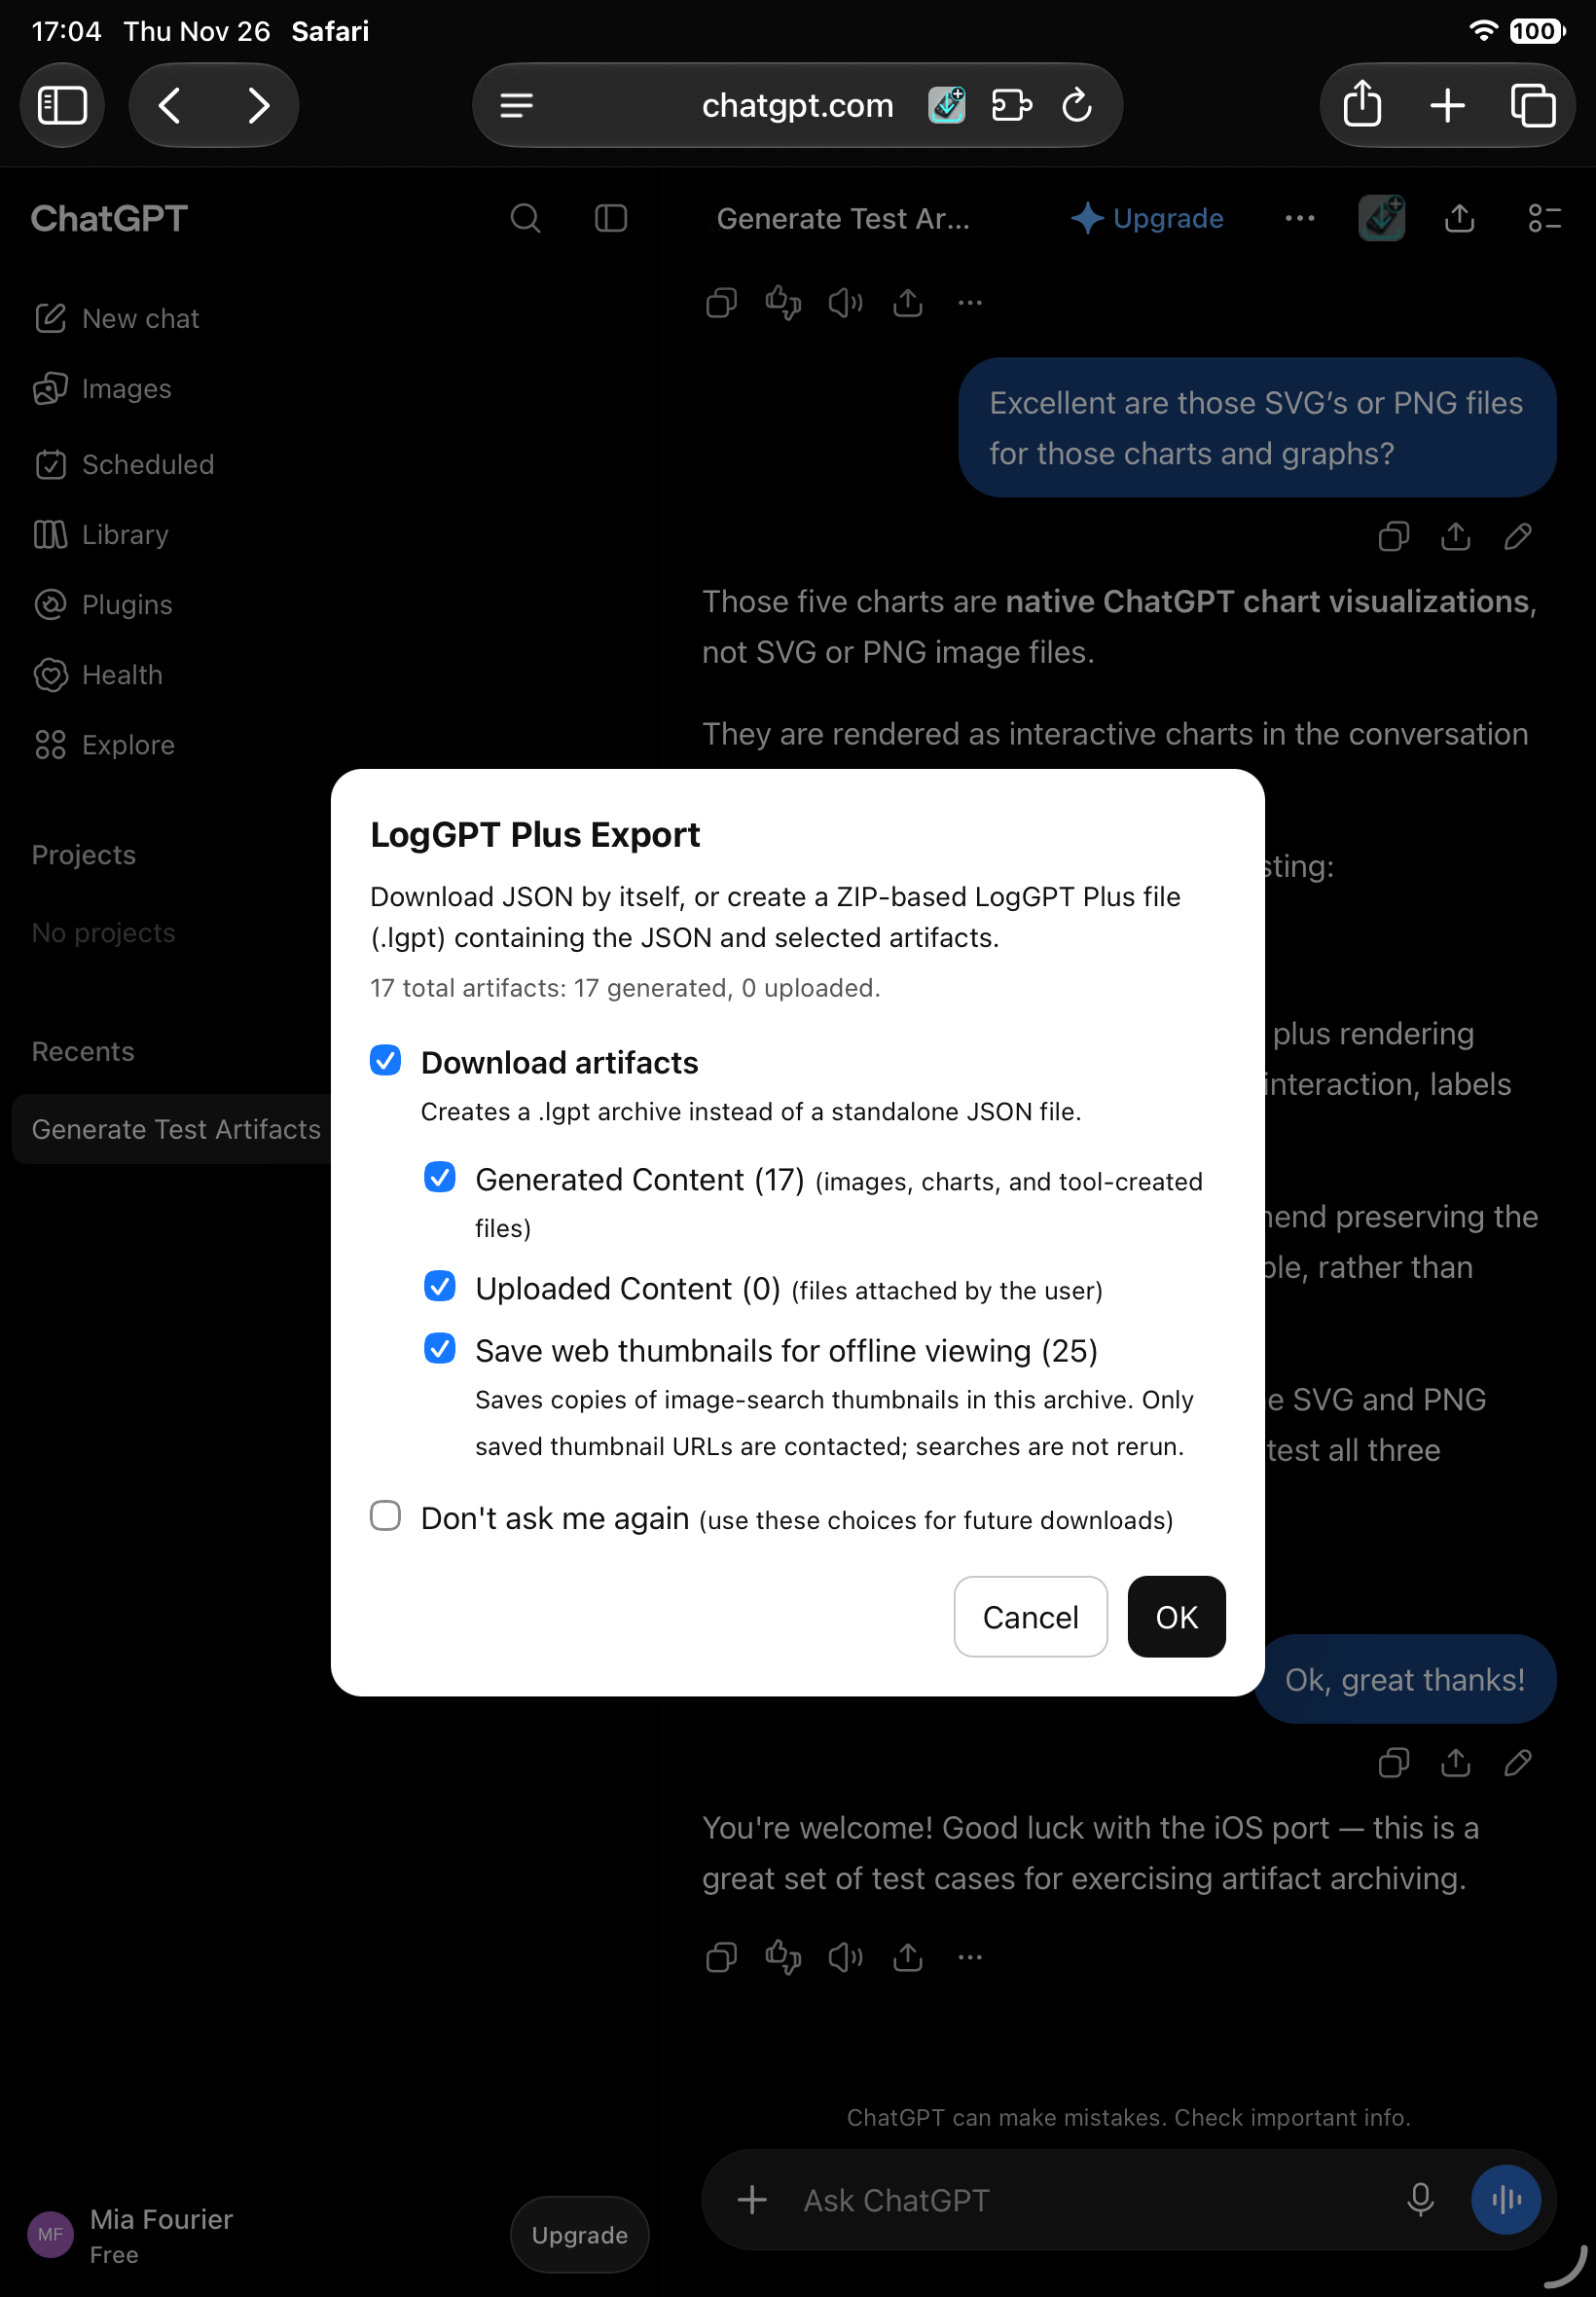 17:04 Thu Nov 26 Safari
100
chatgpt.com
ChatGPT
New chat
Images
Scheduled
Library
Plugins
Health
Explore
Projects
No projects
Recents
Generate Test Artifacts
Generate Test Ar...
Upgrade
Excellent are those SVG’s or PNG files
for those charts and graphs?
Those five charts are native ChatGPT chart visualizations,
not SVG or PNG image files.
They are rendered as interactive charts in the conversation
sting:
plus rendering
interaction, labels
end preserving the
ble, rather than
e SVG and PNG
test all three
LogGPT Plus Export
Download JSON by itself, or create a ZIP-based LogGPT Plus file
(.lgpt) containing the JSON and selected artifacts.
17 total artifacts: 17 generated, 0 uploaded.
Download artifacts
Creates a .lgpt archive instead of a standalone JSON file.
Generated Content (17) (images, charts, and tool-created
files)
Uploaded Content (0) (files attached by the user)
Save web thumbnails for offline viewing (25)
Saves copies of image-search thumbnails in this archive. Only
saved thumbnail URLs are contacted; searches are not rerun.
Don't ask me again (use these choices for future downloads)
Cancel
OK
Ok, great thanks!
You're welcome! Good luck with the iOS port — this is a
great set of test cases for exercising artifact archiving.
ChatGPT can make mistakes. Check important info.
Ask ChatGPT
MF
Mia Fourier
Free
Upgrade